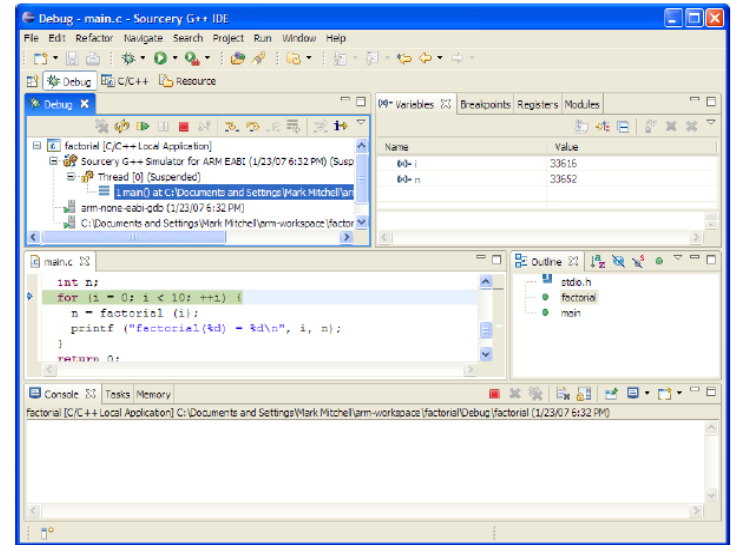 Debug - main.c - Sourcery G++ IDE
File Edit Refactor Navigate Search Project Run Window Help
Debug C/C++ Resource
Debug
factorial [C/C++ Local Application]
Sourcery G++ Simulator for ARM EABI (1/23/07 6:32 PM) (Susp
Thread [0] (Suspended)
1 main() at C:\Documents and Settings\Mark Mitchell\arm
arm-none-eabi-gdb (1/23/07 6:32 PM)
C:\Documents and Settings\Mark Mitchell\arm-workspace\factor
Variables Breakpoints Registers Modules
Name Value
i 33616
n 33652
main.c
int n;
for (i = 0; i < 10; ++i) {
n = factorial (i);
printf ("factorial(%d) = %d\n", i, n);
}
return 0;
Outline
stdio.h
factorial
main
Console Tasks Memory
factorial [C/C++ Local Application] C:\Documents and Settings\Mark Mitchell\arm-workspace\factorial\Debug\factorial (1/23/07 6:32 PM)